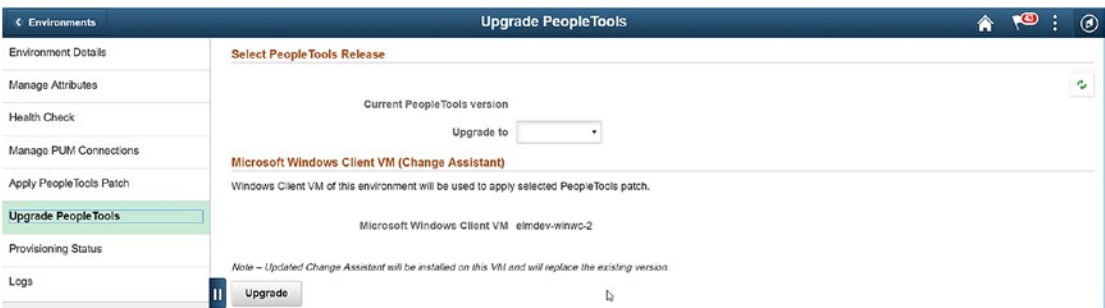 Environments
Upgrade PeopleTools
43
Environment Details
Manage Attributes
Health Check
Manage PUM Connections
Apply PeopleTools Patch
Upgrade PeopleTools
Provisioning Status
Logs
Select PeopleTools Release
Current PeopleTools version
Upgrade to
Microsoft Windows Client VM (Change Assistant)
Windows Client VM of this environment will be used to apply selected PeopleTools patch.
Microsoft Windows Client VM elmdev-winwc-2
Note – Updated Change Assistant will be installed on this VM and will replace the existing version.
Upgrade